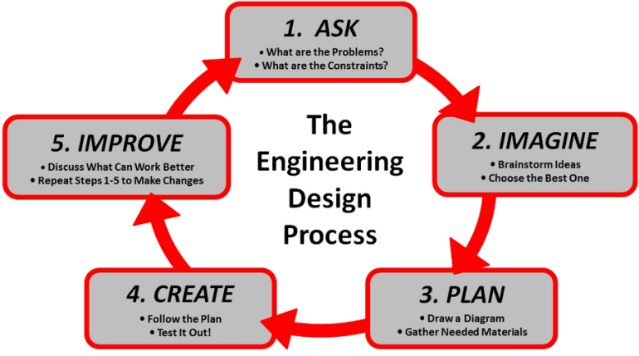 1. ASK
• What are the Problems?
• What are the Constraints?
The
Engineering
Design
Process
2. IMAGINE
• Brainstorm Ideas
• Choose the Best One
3. PLAN
• Draw a Diagram
• Gather Needed Materials
4. CREATE
• Follow the Plan
• Test It Out!
5. IMPROVE
• Discuss What Can Work Better
• Repeat Steps 1-5 to Make Changes